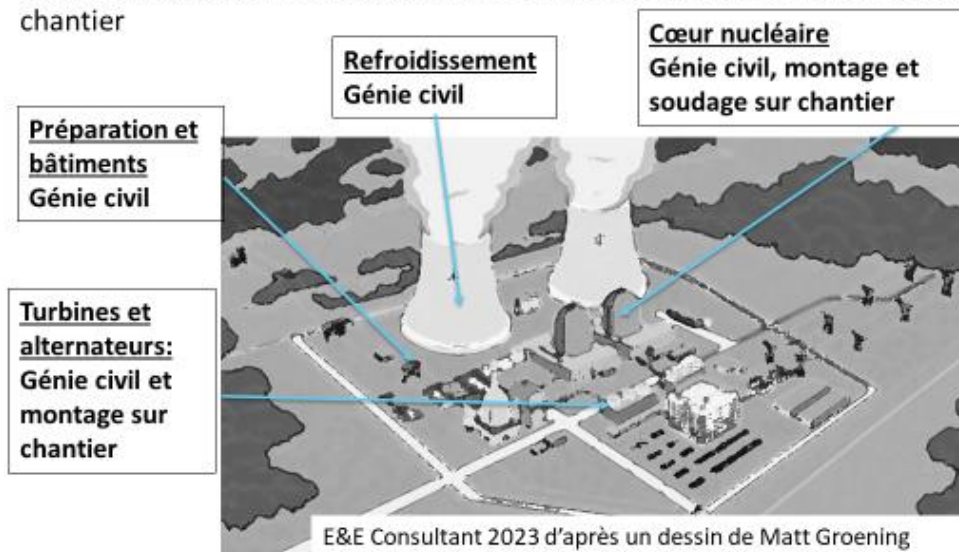 chantier
Refroidissement
Génie civil
Cœur nucléaire
Génie civil, montage et
soudage sur chantier
Préparation et
bâtiments
Génie civil
Turbines et
alternateurs:
Génie civil et
montage sur
chantier
E&E Consultant 2023 d'après un dessin de Matt Groening